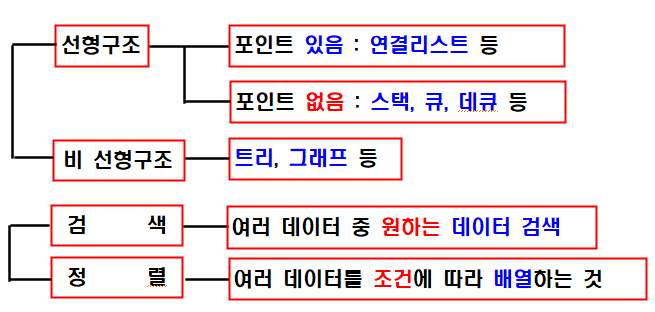 선형구조
포인트 있음 : 연결리스트 등
포인트 없음 : 스택, 큐, 데큐 등
비 선형구조
트리, 그래프 등
검 색
여러 데이터 중 원하는 데이터 검색
정 렬
여러 데이터를 조건에 따라 배열하는 것